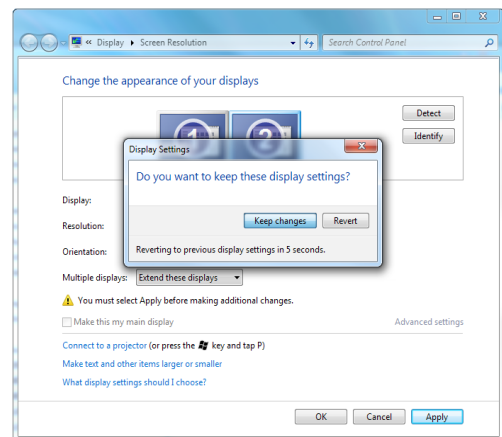 « Display ▸ Screen Resolution
Search Control Panel
Change the appearance of your displays
Detect
Identify
1 2
Display Settings
Do you want to keep these display settings?
Keep changes Revert
Reverting to previous display settings in 5 seconds.
Display:
Resolution:
Orientation:
Multiple displays: Extend these displays
You must select Apply before making additional changes.
Make this my main display Advanced settings
Connect to a projector (or press the key and tap P)
Make text and other items larger or smaller
What display settings should I choose?
OK Cancel Apply